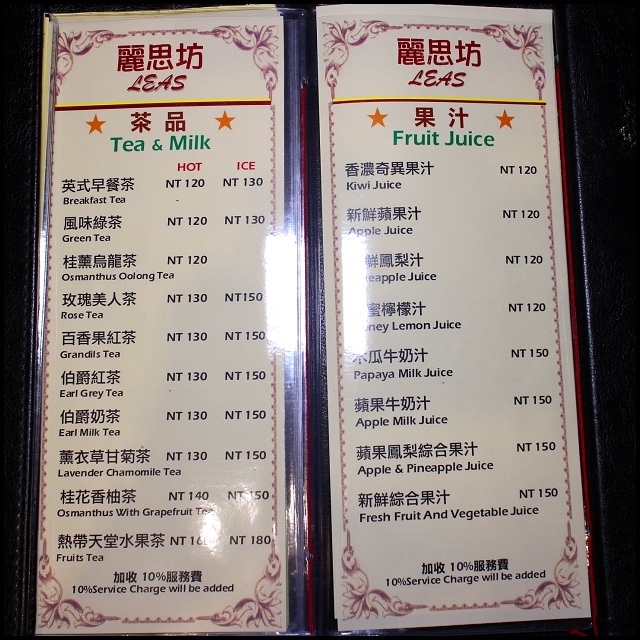 麗思坊
LEAS
茶品
Tea & Milk
HOT ICE
英式早餐茶 NT 120 NT 130
Breakfast Tea
風味綠茶 NT 120 NT 130
Green Tea
桂薰烏龍茶 NT 120
Osmanthus Oolong Tea
玫瑰美人茶 NT 130 NT150
Rose Tea
百香果紅茶 NT 130 NT 150
Grandils Tea
伯爵紅茶 NT 130 NT 150
Earl Grey Tea
伯爵奶茶 NT 130 NT 150
Earl Milk Tea
薰衣草甘菊茶 NT 130 NT 150
Lavender Chamomile Tea
桂花香柚茶 NT 140 NT 150
Osmanthus With Grapefruit Tea
熱帶天堂水果茶 NT NT 180
Fruits Tea
加收 10%服務費
10%Service Charge will be added
麗思坊
LEAS
果汁
Fruit Juice
香濃奇異果汁 NT 120
Kiwi Juice
新鮮蘋果汁 NT 120
Apple Juice
鮮鳳梨汁 NT 120
eapple Juice
蜜檸檬汁 NT 120
ney Lemon Juice
木瓜牛奶汁 NT 150
Papaya Milk Juice
蘋果牛奶汁 NT 150
Apple Milk Juice
蘋果鳳梨綜合果汁 NT 150
Apple & Pineapple Juice
新鮮綜合果汁 NT 150
Fresh Fruit And Vegetable Juice
加收 10%服務費
10%Service Charge will be added